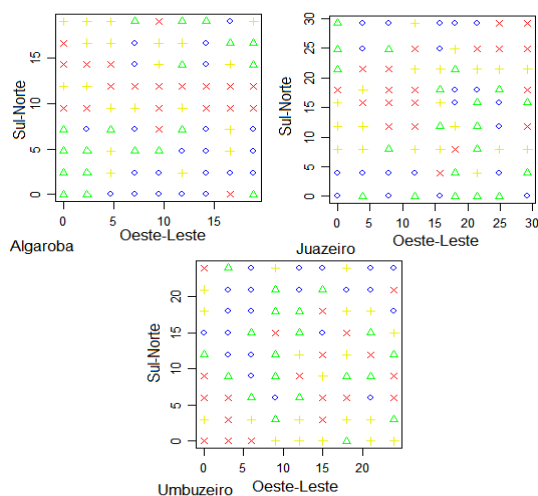 Sul-Norte
0 5 10 15
0 5 10 15
Oeste-Leste
Algaroba
Sul-Norte
0 5 10 15 20 25 30
0 5 10 15 20 25 30
Oeste-Leste
Juazeiro
Sul-Norte
0 5 10 15 20
0 5 10 15 20
Oeste-Leste
Umbuzeiro